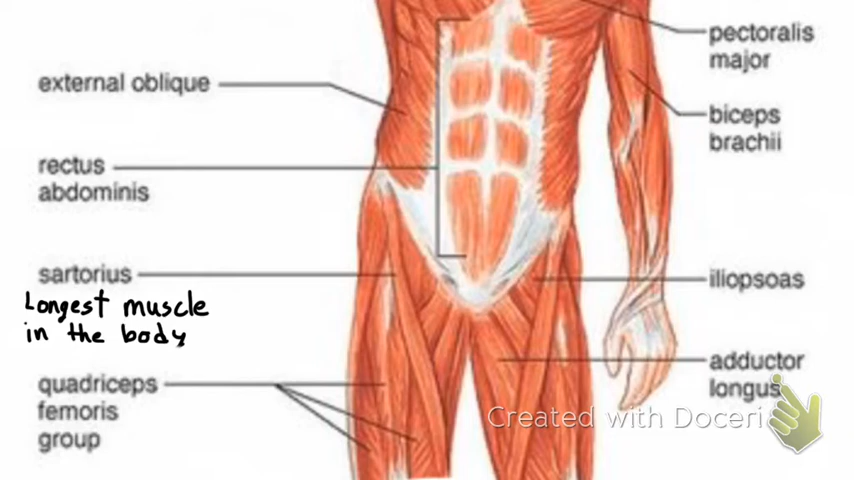 external oblique
rectus
abdominis
sartorius
Longest muscle
in the body
quadriceps
femoris
group
pectoralis
major
biceps
brachii
iliopsoas
adductor
longus
Created with Doceri